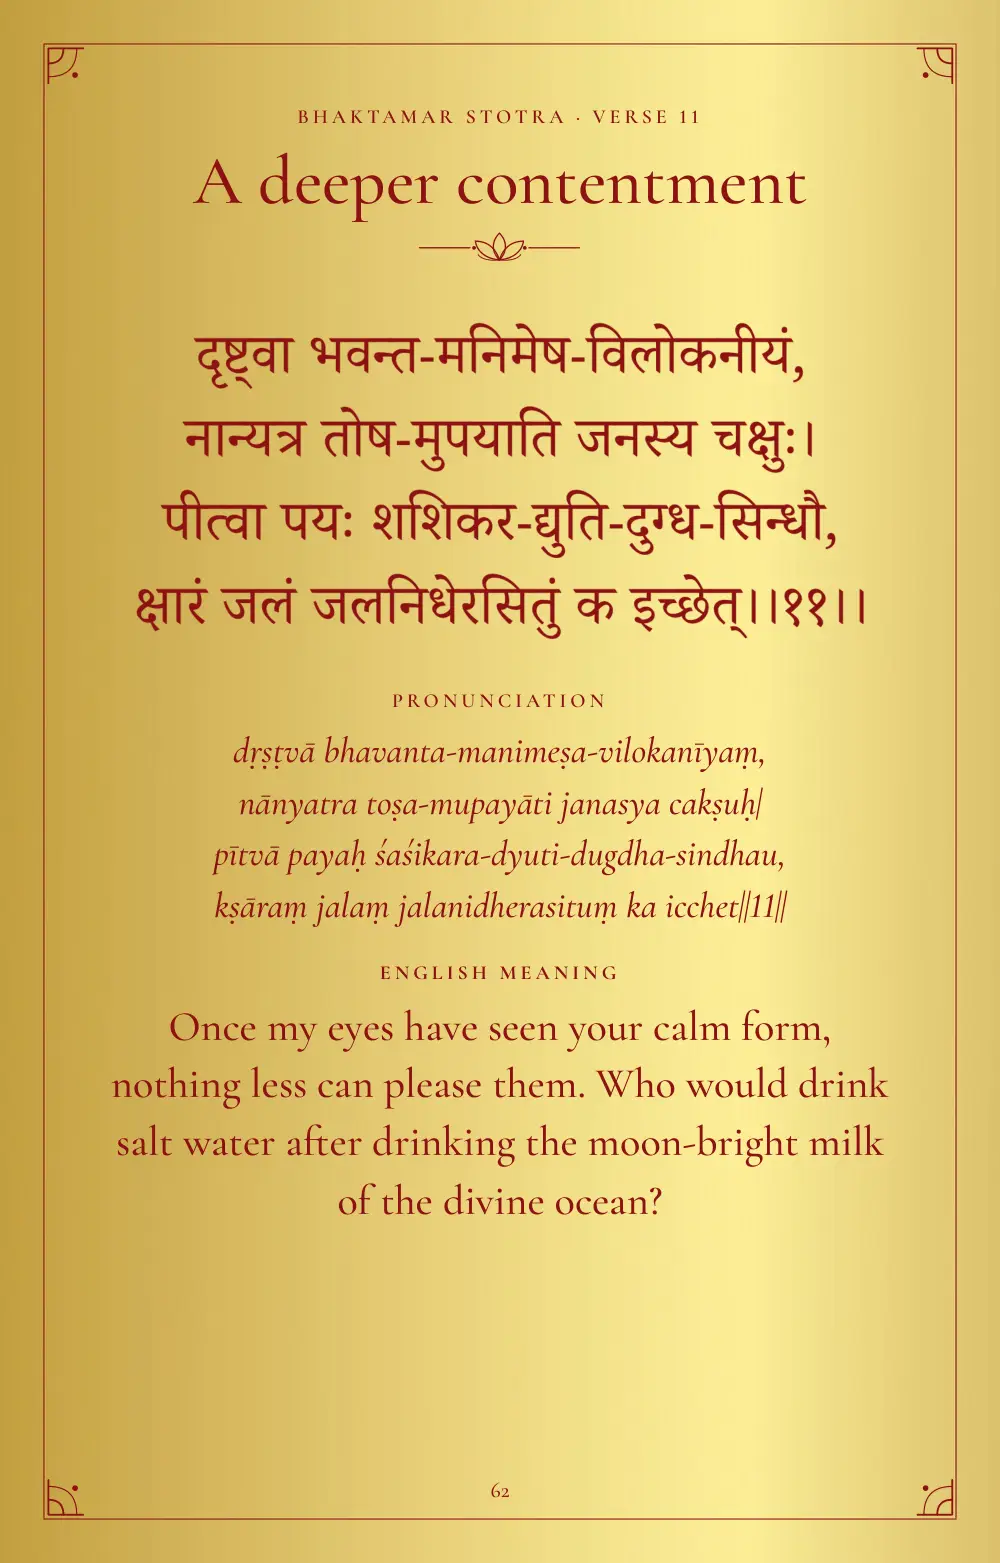 BHAKTAMAR STOTRA · VERSE 11
A deeper contentment
दृष्ट्वा भवन्त-मनिमेष-विलोकनीयं,
नान्यत्र तोष-मुपयाति जनस्य चक्षुः।
पीत्वा पयः शशिकर-द्युति-दुग्ध-सिन्धौ,
क्षारं जलं जलनिधेरसितुं क इच्छेत्।।११।।
PRONUNCIATION
dṛṣṭvā bhavanta-manimeṣa-vilokanīyaṃ,
nānyatra toṣa-mupayāti janasya cakṣuḥ|
pītvā payaḥ śaśikara-dyuti-dugdha-sindhau,
kṣāraṃ jalaṃ jalanidherasituṃ ka icchet||11||
ENGLISH MEANING
Once my eyes have seen your calm form,
nothing less can please them. Who would drink
salt water after drinking the moon-bright milk
of the divine ocean?
62